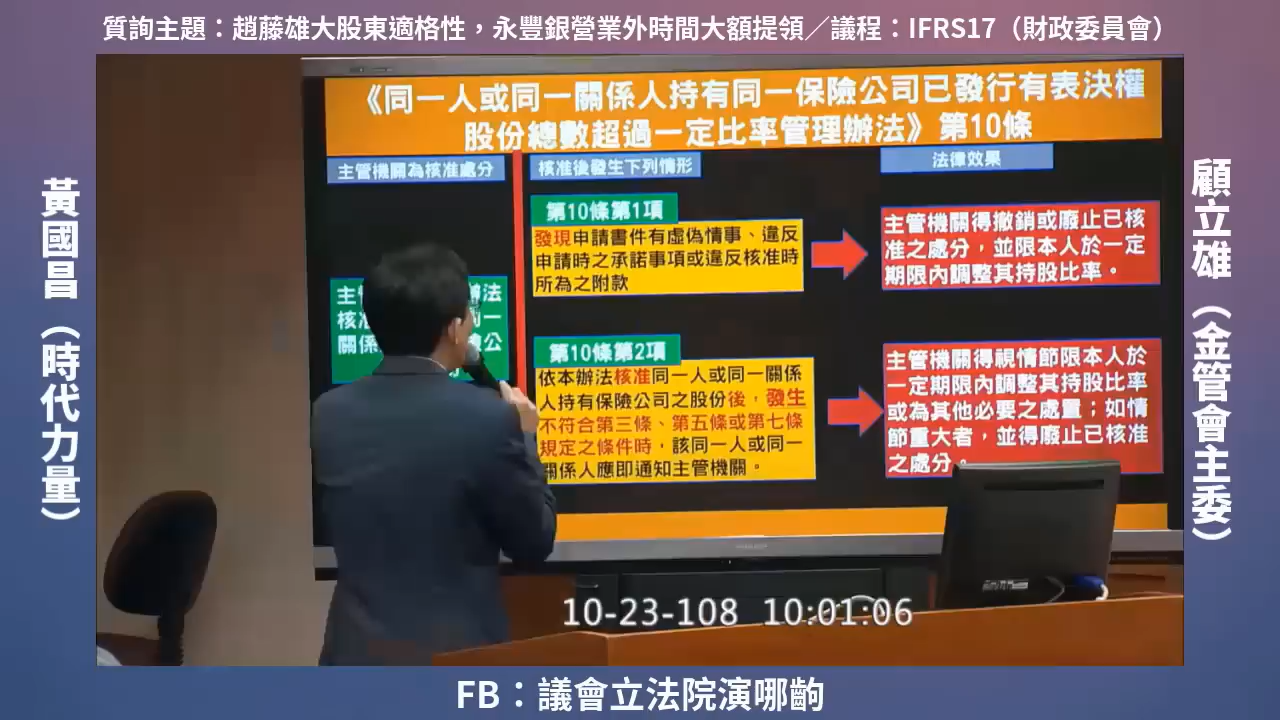 質詢主題：趙藤雄大股東適格性，永豐銀營業外時間大額提領／議程：IFRS17（財政委員會）
黃國昌（時代力量）
《同一人或同一關係人持有同一保險公司已發行有表決權
股份總數超過一定比率管理辦法》第10條
主管機關為核准處分
主
辦法
核
同一
關係
公
核准後發生下列情形
第10條第1項
發現申請書件有虛偽情事、違反
申請時之承諾事項或違反核准時
所為之附款
第10條第2項
依本辦法核准同一人或同一關係
人持有保險公司之股份後，發生
不符合第三條、第五條或第七條
規定之條件時，該同一人或同一
關係人應即通知主管機關。
法律效果
主管機關得撤銷或廢止已核
准之處分，並限本人於一定
期限內調整其持股比率。
主管機關得視情節限本人於
一定期限內調整其持股比率
或為其他必要之處置；如情
節重大者，並得廢止已核准
之處分。
顧立雄（金管會主委）
10-23-108 10:01:06
FB：議會立法院演哪齣